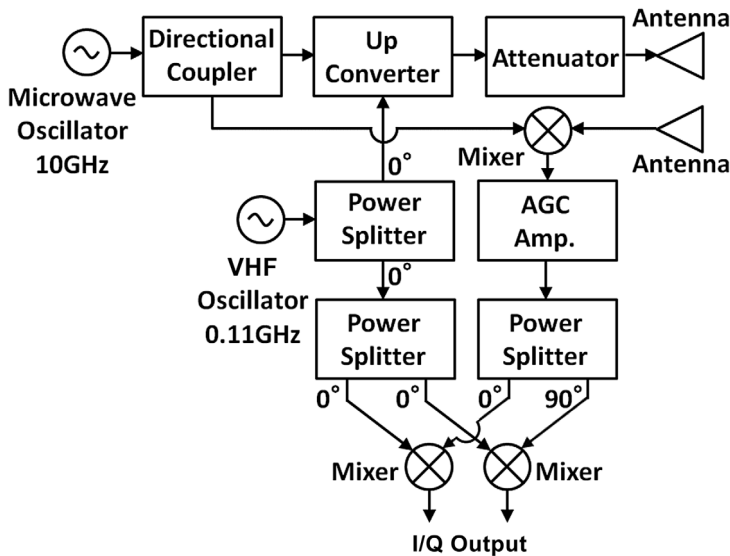 Antenna
Directional
Coupler
Up
Converter
Attenuator
Microwave
Oscillator
10GHz
Mixer
Antenna
0°
Power
Splitter
AGC
Amp.
VHF
Oscillator
0.11GHz
0°
Power
Splitter
Power
Splitter
0°
0°
0°
90°
Mixer
Mixer
I/Q Output